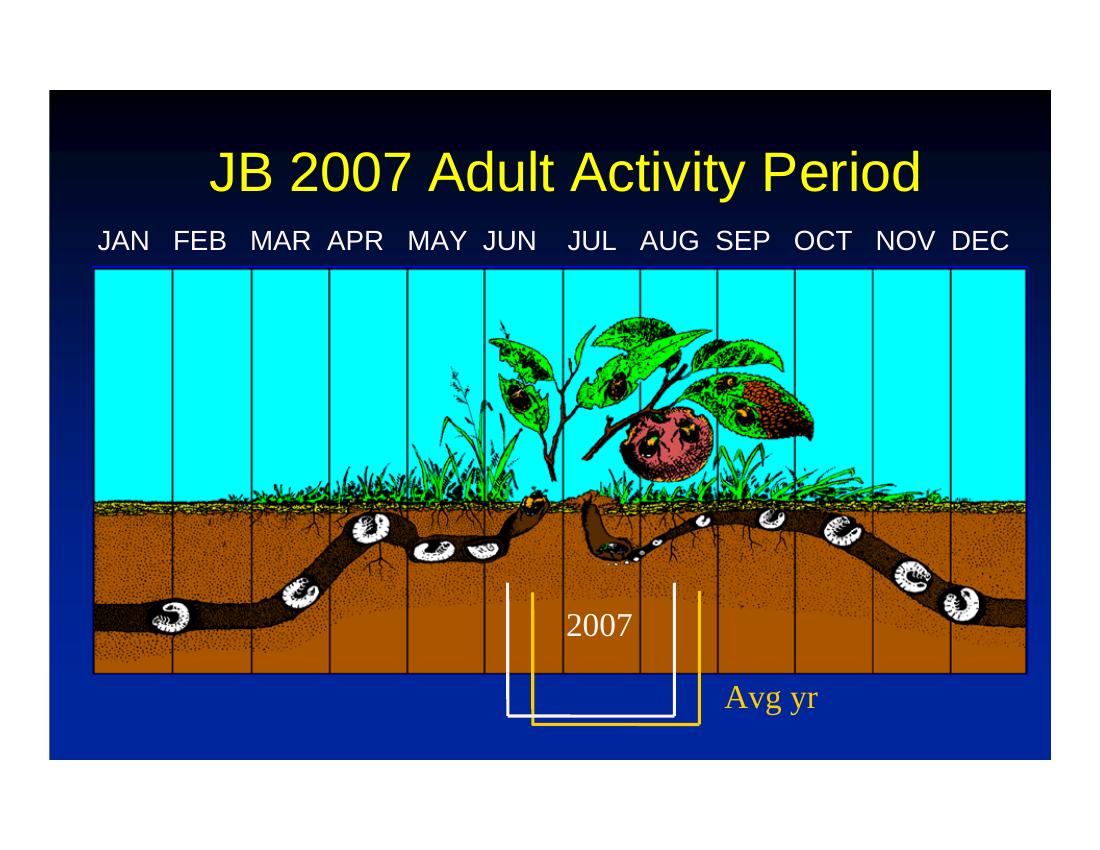 JB 2007 Adult Activity Period
JAN FEB MAR APR MAY JUN JUL AUG SEP OCT NOV DEC
2007
Avg yr